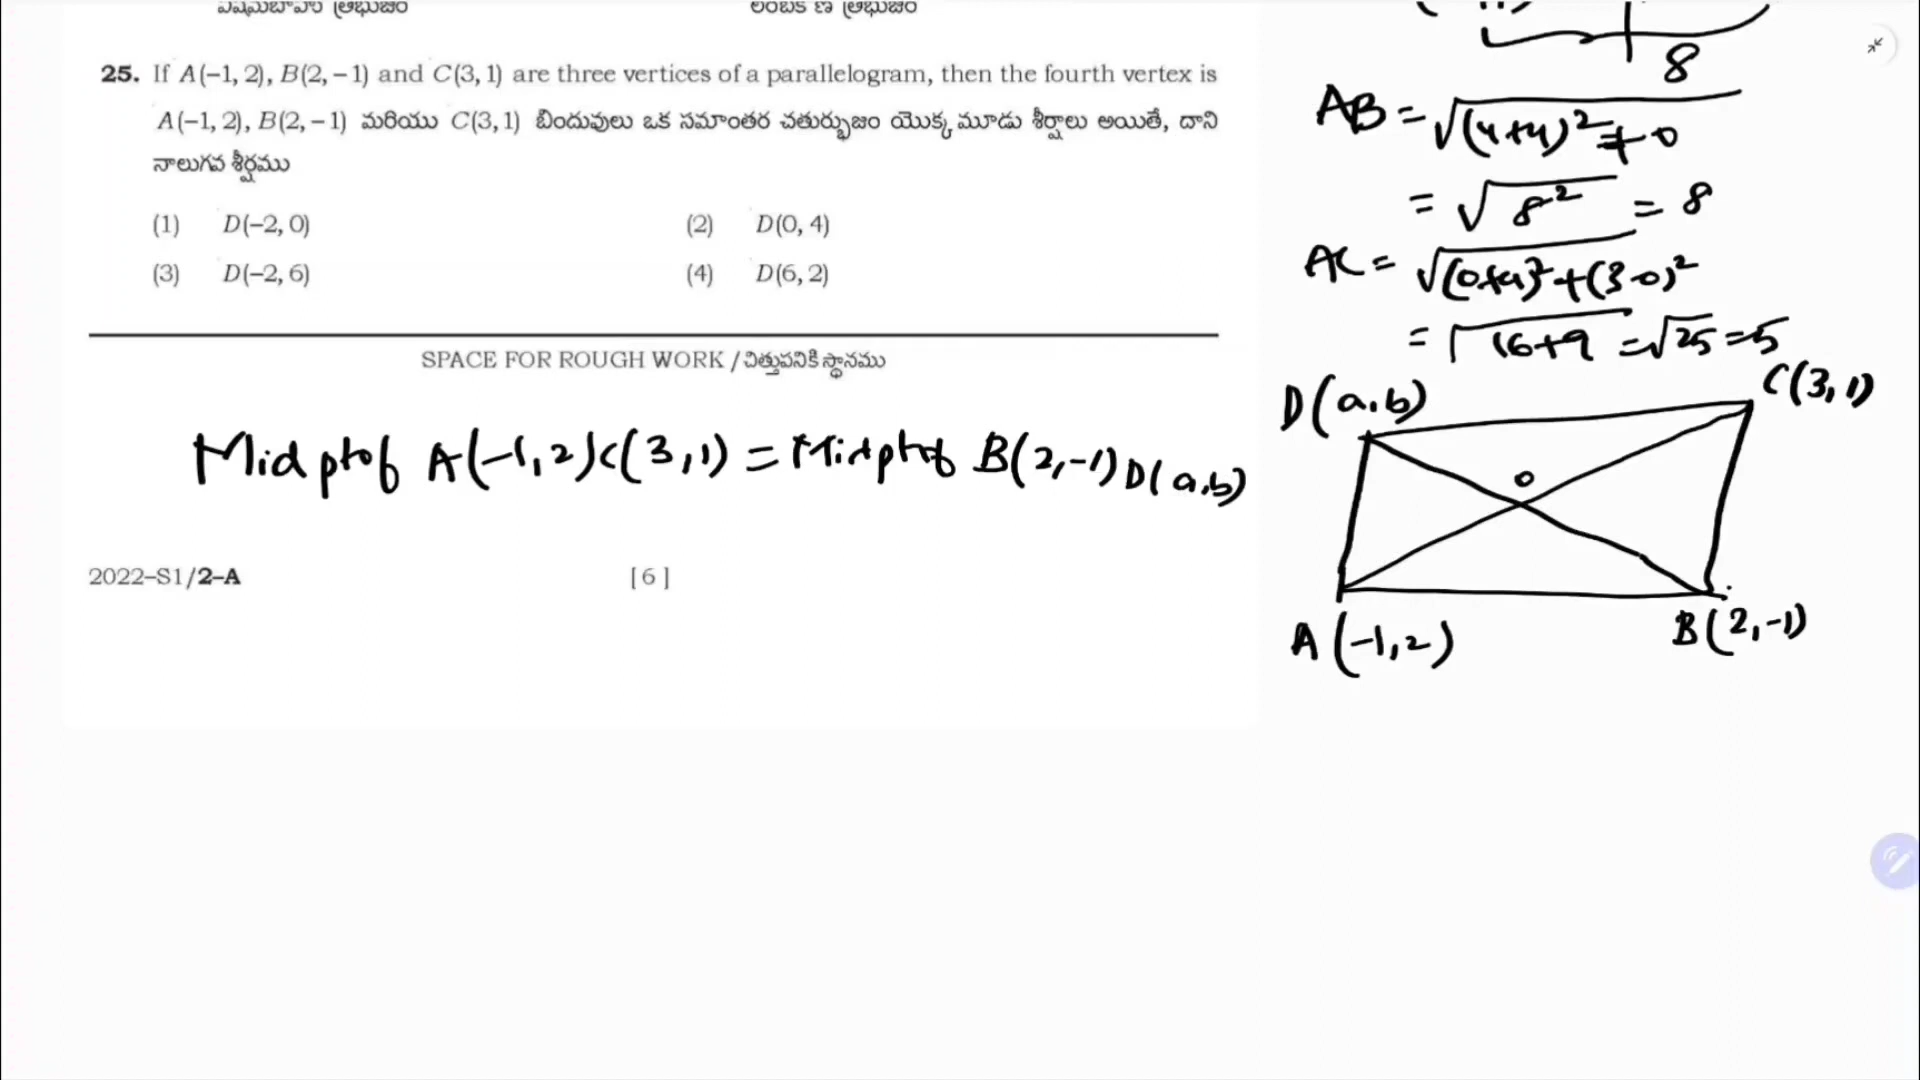 విషమబాహు త్రిభుజం
25. If A(−1, 2), B(2, −1) and C(3, 1) are three vertices of a parallelogram, then the fourth vertex is
A(−1, 2), B(2, −1) మరియు C(3, 1) బిందువులు ఒక సమాంతర చతుర్భుజం యొక్క మూడు శీర్షాలు అయితే, దాని
నాలుగవ శీర్షము
(1) D(−2, 0) (2) D(0, 4)
(3) D(−2, 6) (4) D(6, 2)
SPACE FOR ROUGH WORK / చిత్తుపనికి స్థానము
Mid pt of A(-1,2) C(3,1) = Mid pt of B(2,-1) D(a,b)
2022–S1/2–A [ 6 ]
8
AB = √(4+4)² + 0
= √8² = 8
AC = √(0+4)² + (3-0)²
= √16+9 = √25 = 5
D(a,b) C(3,1)
O
A(-1,2) B(2,-1)